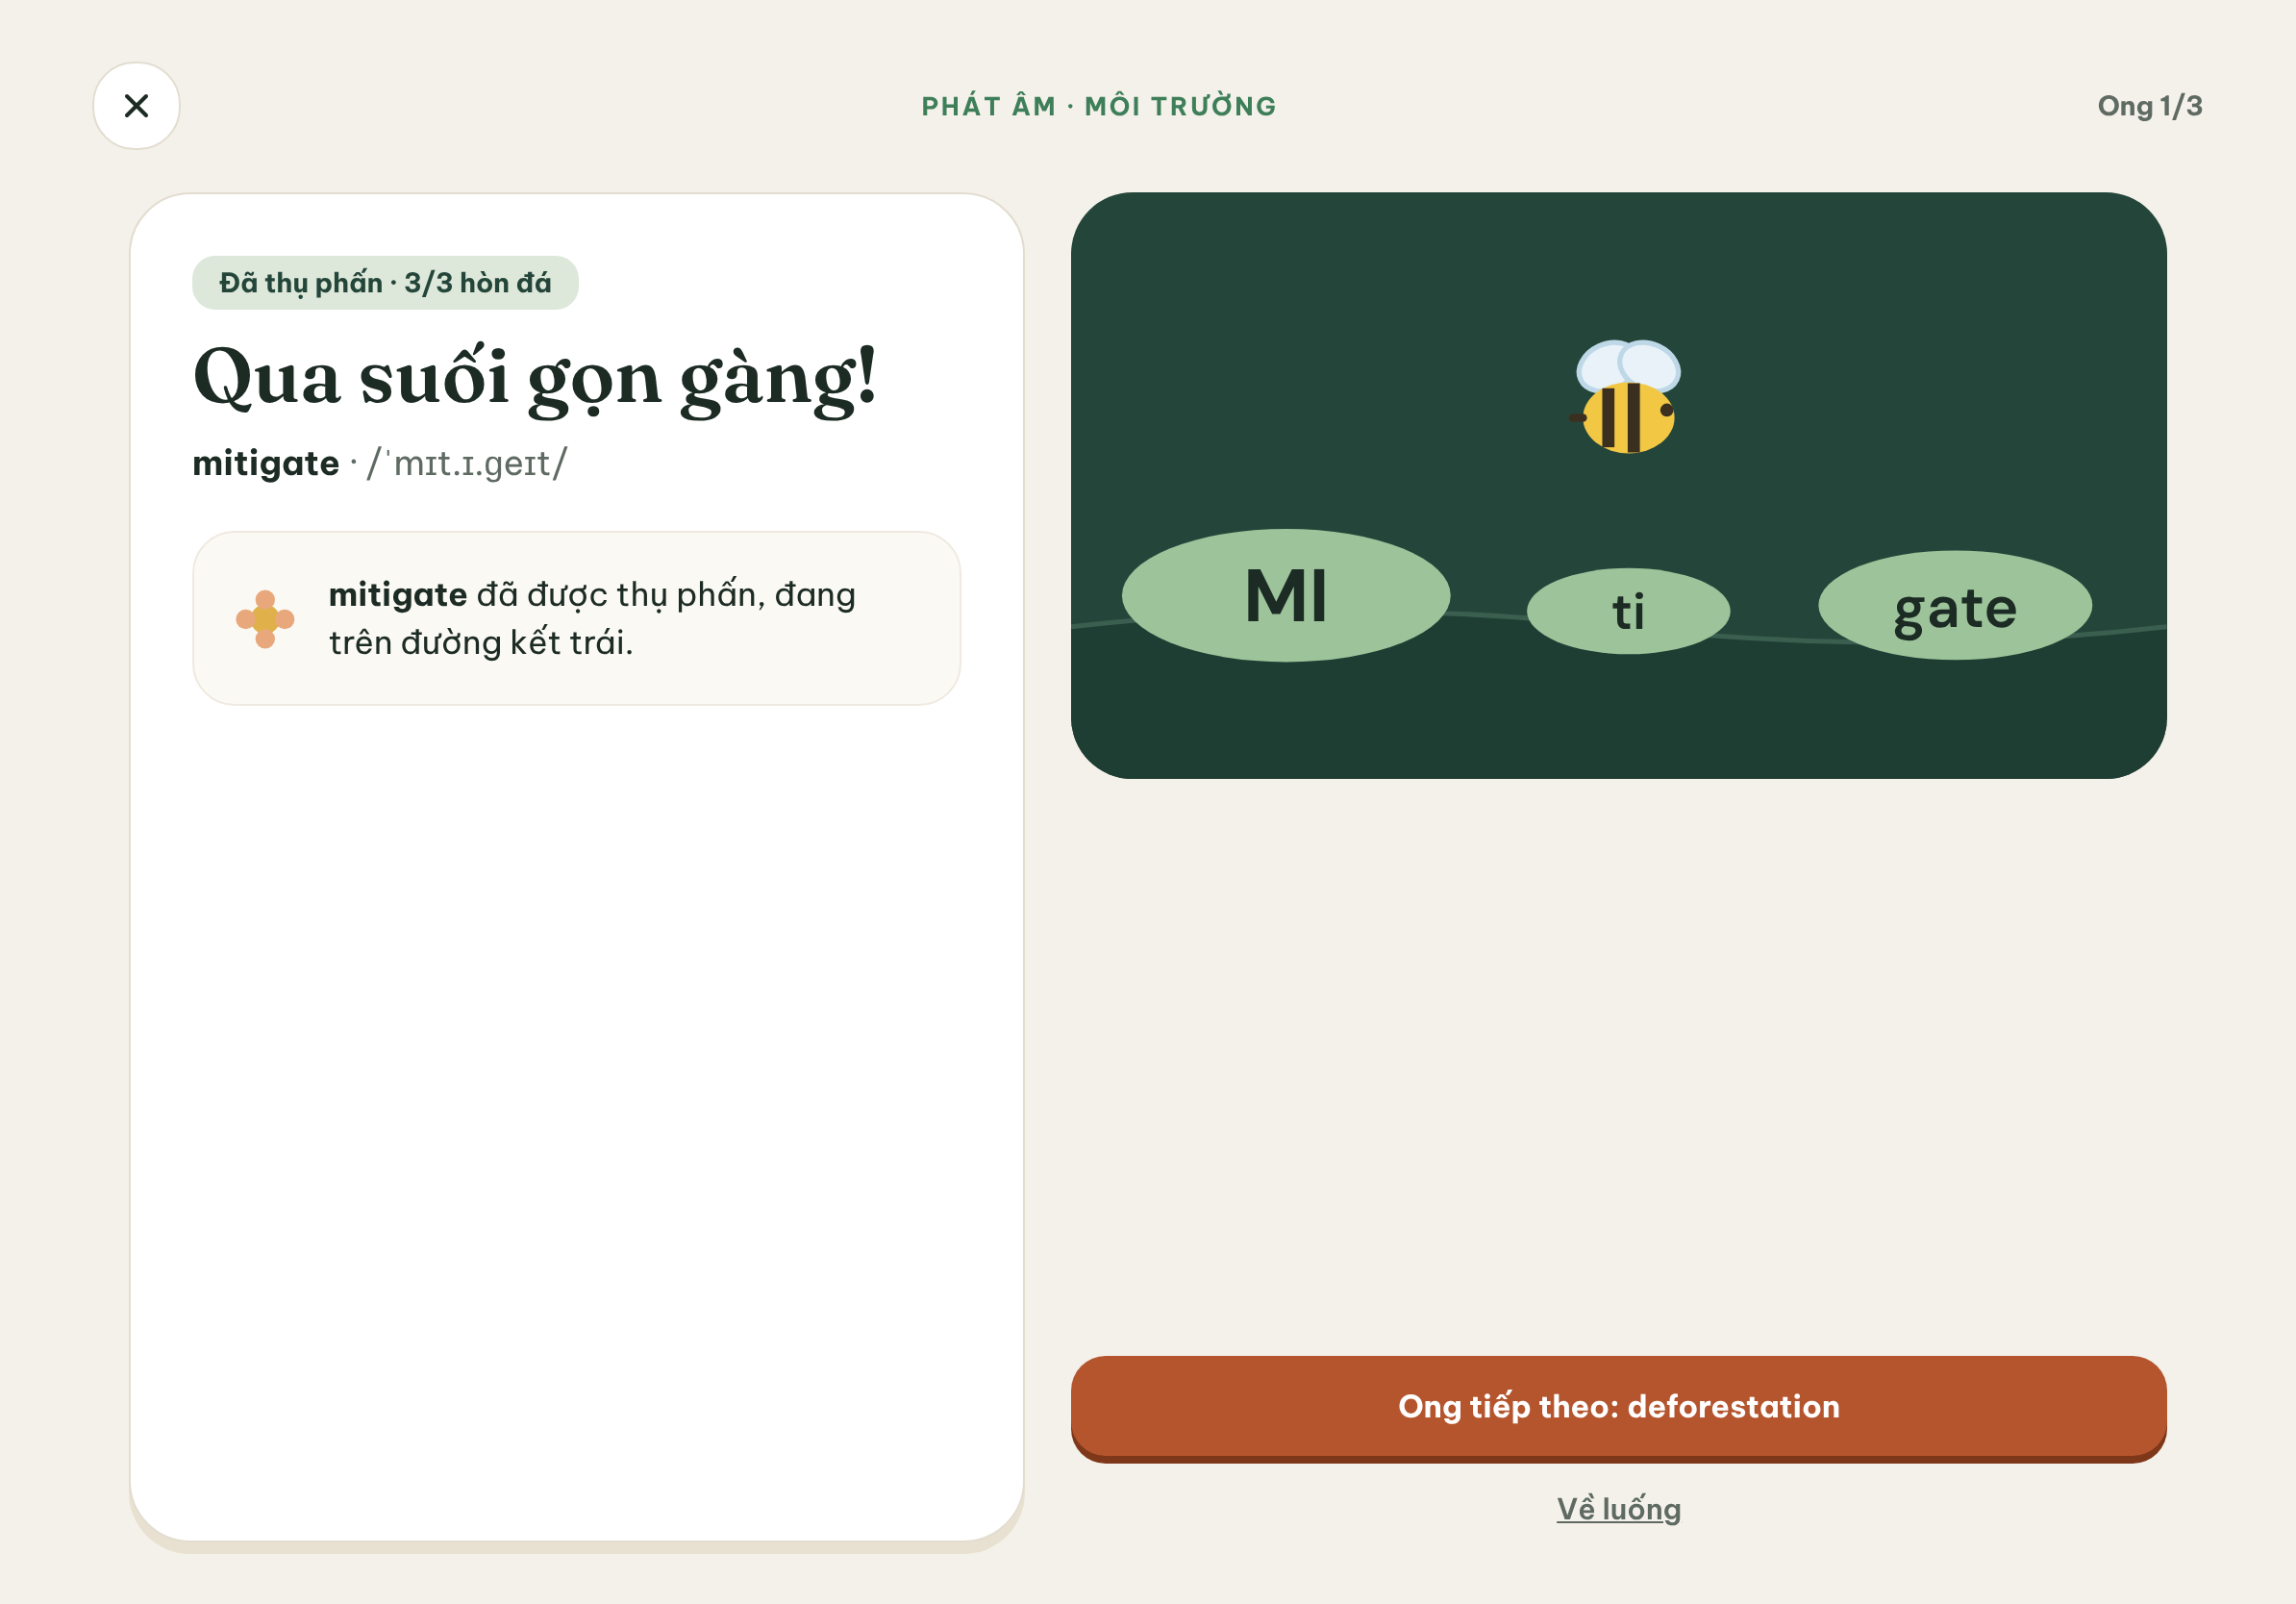 PHÁT ÂM · MÔI TRƯỜNG
Ong 1/3
Đã thụ phấn · 3/3 hòn đá
Qua suối gọn gàng!
mitigate · /ˈmɪt.ɪ.ɡeɪt/
mitigate đã được thụ phấn, đang
trên đường kết trái.
MI
ti
gate
Ong tiếp theo: deforestation
Về luống